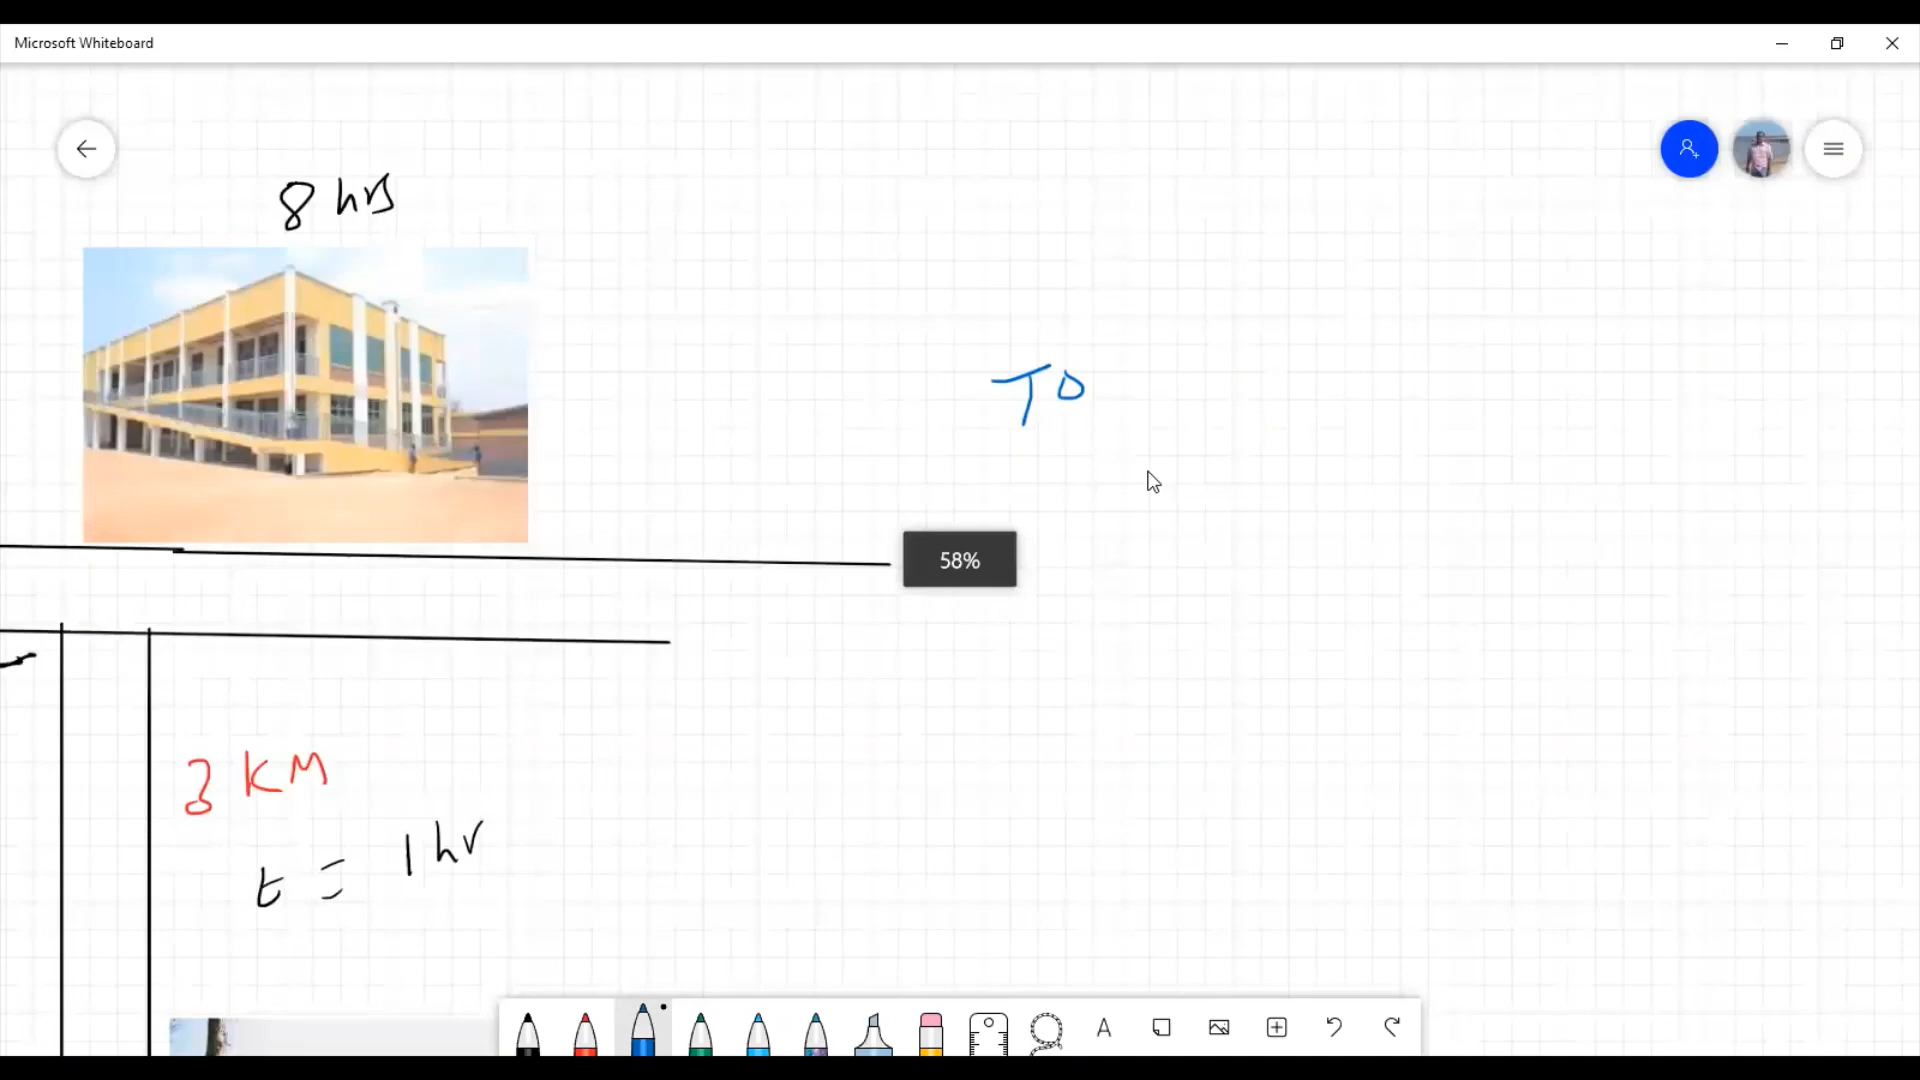 Microsoft Whiteboard
8 hrs
TO
58%
3 KM
t = 1 hr